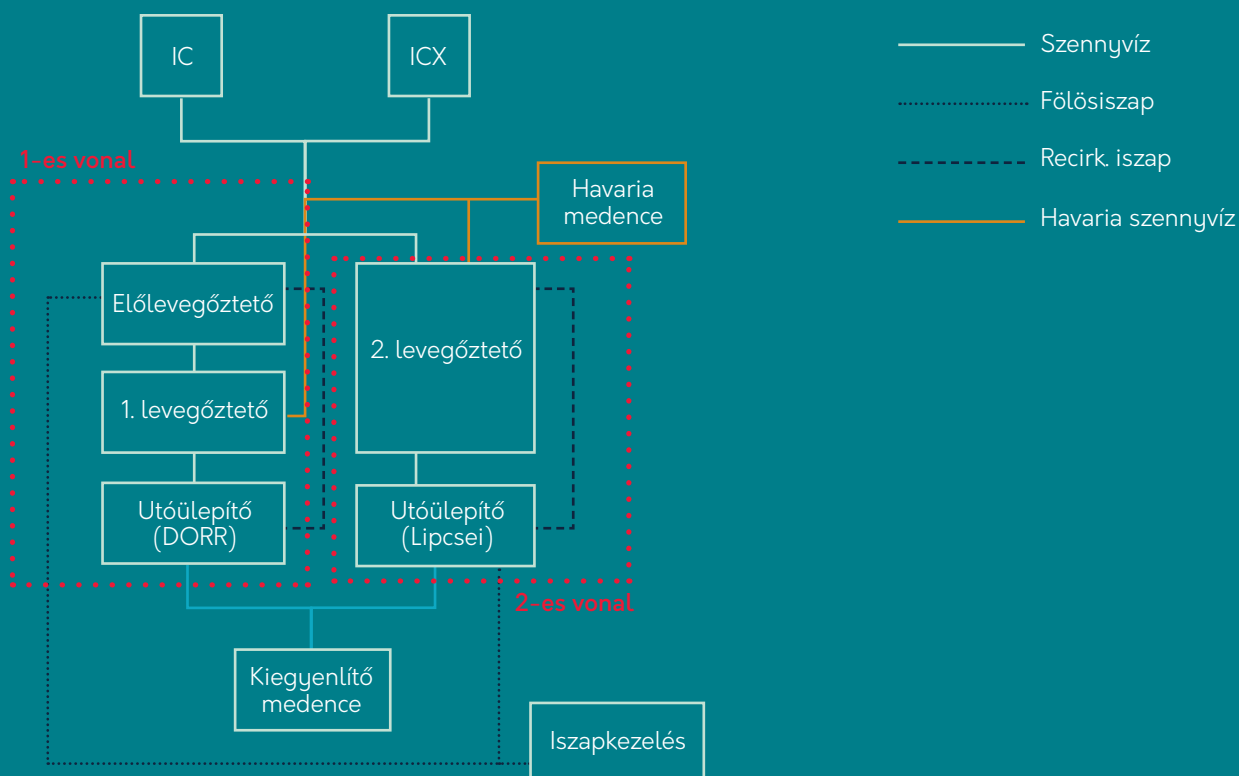 IC
ICX
Szennyvíz
Fölösiszap
Recirk. iszap
Havaria szennyvíz
1-es vonal
Havaria
medence
Előlevegőztető
2. levegőztető
1. levegőztető
Utóülepítő
(DORR)
Utóülepítő
(Lipcsei)
2-es vonal
Kiegyenlítő
medence
Iszapkezelés